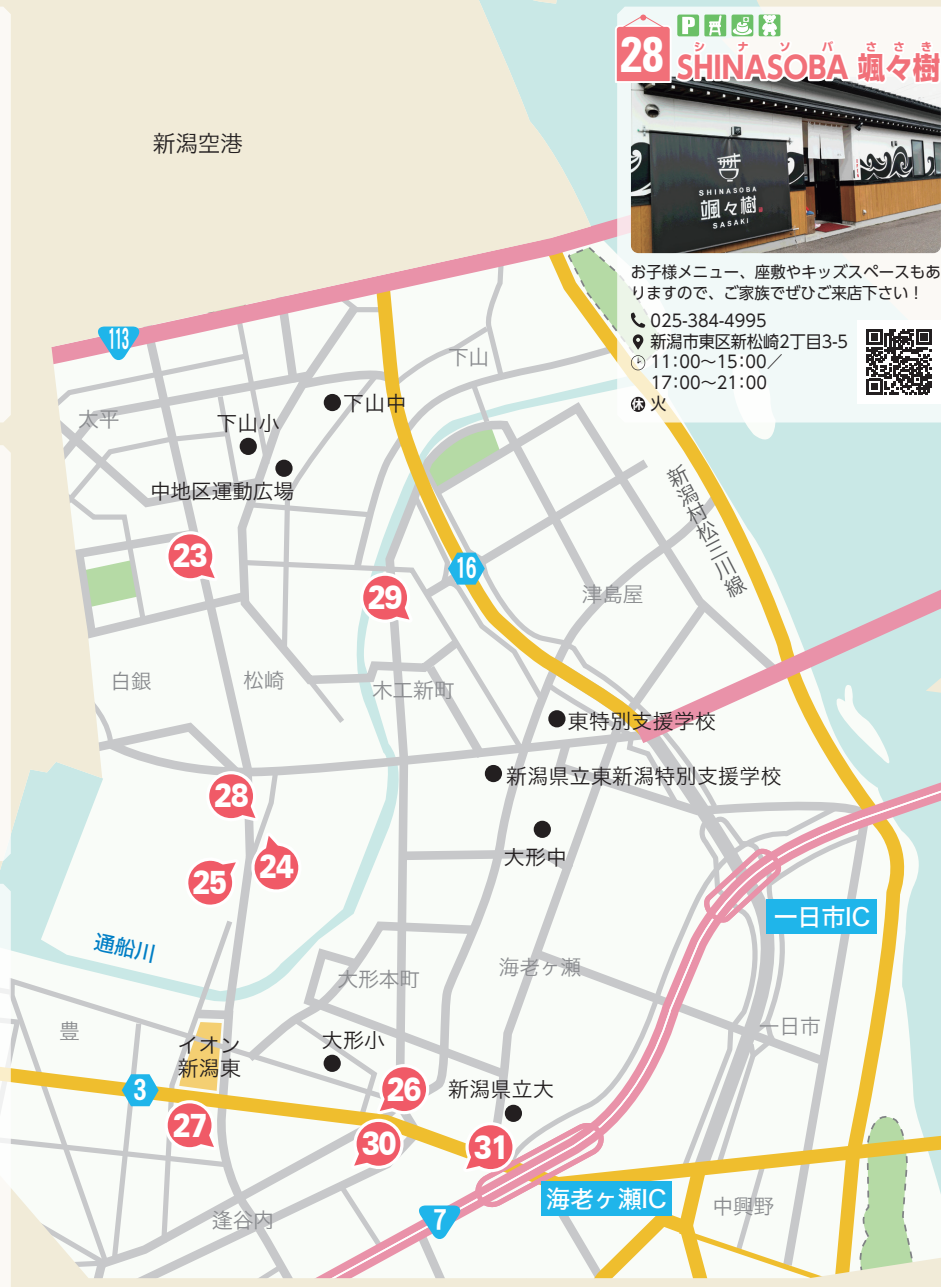 P
28
シナソバ ささき
SHINASOBA 颯々樹
SHINASOBA
颯々樹
SASAKI
お子様メニュー、座敷やキッズスペースもあ
りますので、ご家族でぜひご来店下さい！
025-384-4995
新潟市東区新松崎2丁目3-5
11:00〜15:00／
17:00〜21:00
休 火
新潟空港
113
下山
太平
下山中
下山小
中地区運動広場
新潟村松三川線
23
16
29
津島屋
白銀
松崎
木工新町
東特別支援学校
新潟県立東新潟特別支援学校
28
大形中
24
25
一日市IC
通船川
大形本町
海老ヶ瀬
一日市
豊
イオン
新潟東
大形小
3
26
新潟県立大
27
30
31
海老ヶ瀬IC
7
中興野
逢谷内